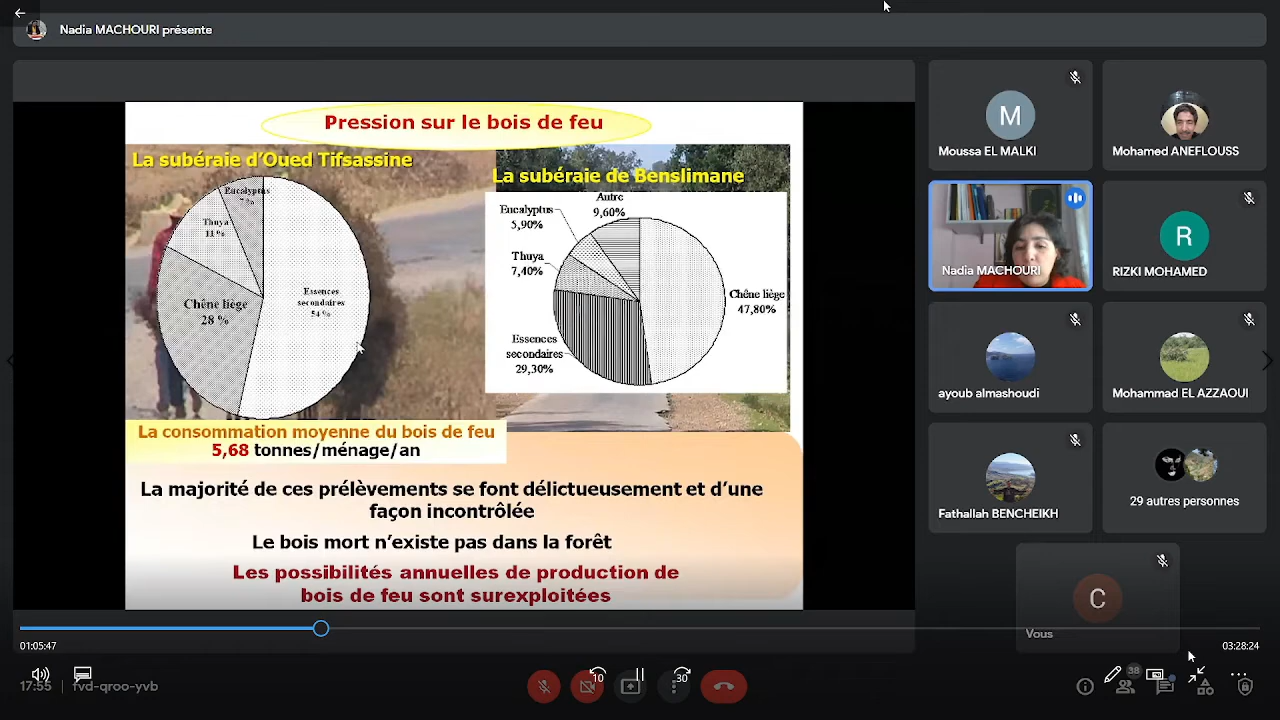 Nadia MACHOURI présente
Pression sur le bois de feu
La subéraie d'Oued Tifsassine
Eucalyptus
7 %
Thuya
11 %
Chêne liège
28 %
Essences
secondaires
54 %
La subéraie de Benslimane
Autre
9,60%
Eucalyptus
5,90%
Thuya
7,40%
Chêne liège
47,80%
Essences
secondaires
29,30%
La consommation moyenne du bois de feu
5,68 tonnes/ménage/an
La majorité de ces prélèvements se font délictueusement et d'une
façon incontrôlée
Le bois mort n'existe pas dans la forêt
Les possibilités annuelles de production de
bois de feu sont surexploitées
M
Moussa EL MALKI
Mohamed ANEFLOUSS
Nadia MACHOURI
R
RIZKI MOHAMED
ayoub almashoudi
Mohammad EL AZZAOUI
Fathallah BENCHEIKH
29 autres personnes
C
Vous
01:05:47
03:28:24
17:55 | fvd-qroo-yvb
10
30
38